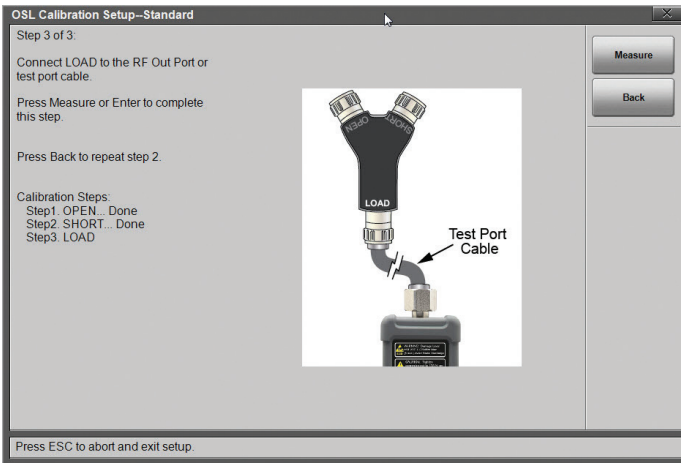 OSL Calibration Setup--Standard
Step 3 of 3:
Connect LOAD to the RF Out Port or
test port cable.
Press Measure or Enter to complete
this step.
Press Back to repeat step 2.
Calibration Steps:
Step1. OPEN... Done
Step2. SHORT... Done
Step3. LOAD
OPEN
SHORT
LOAD
Test Port
Cable
Measure
Back
Press ESC to abort and exit setup.